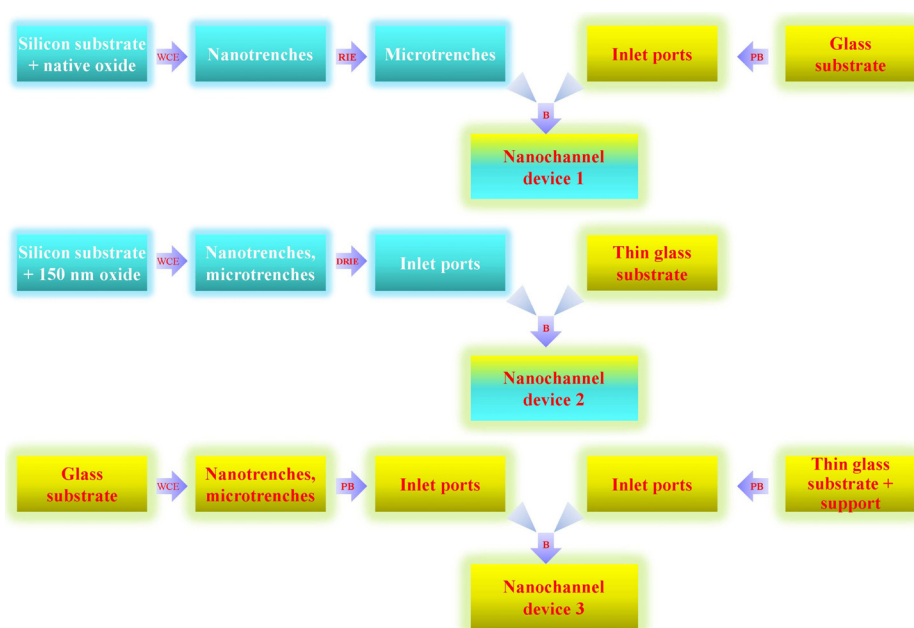 Silicon substrate
+ native oxide
WCE
Nanotrenches
RIE
Microtrenches
Inlet ports
PB
Glass
substrate
B
Nanochannel
device 1
Silicon substrate
+ 150 nm oxide
WCE
Nanotrenches,
microtrenches
DRIE
Inlet ports
Thin glass
substrate
B
Nanochannel
device 2
Glass
substrate
WCE
Nanotrenches,
microtrenches
PB
Inlet ports
Inlet ports
PB
Thin glass
substrate +
support
B
Nanochannel
device 3